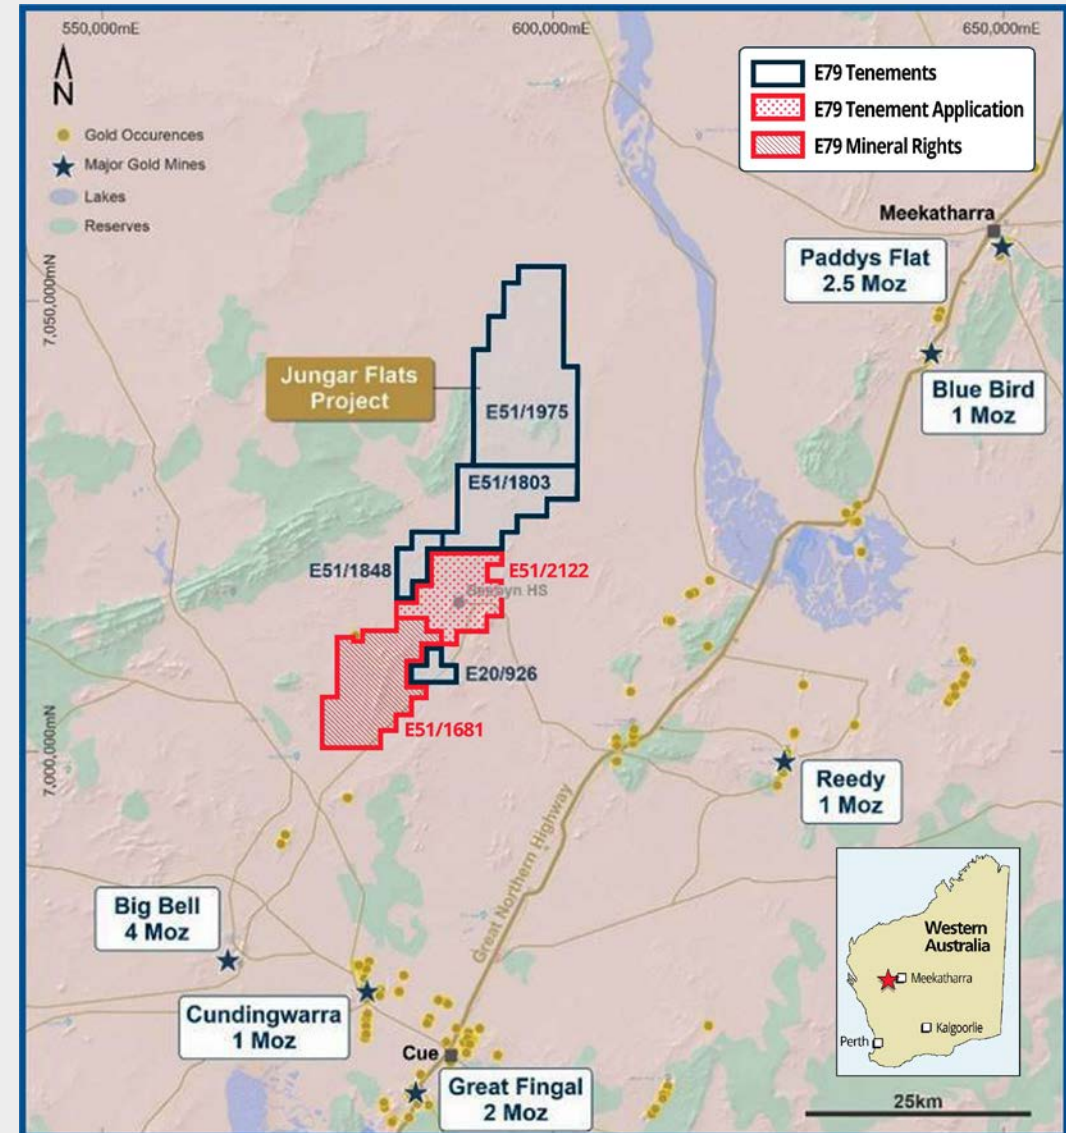 550,000mE
600,000mE
650,000mE
N
Gold Occurences
Major Gold Mines
Lakes
Reserves
E79 Tenements
E79 Tenement Application
E79 Mineral Rights
Meekatharra
Paddys Flat
2.5 Moz
7,050,000mN
Blue Bird
1 Moz
Jungar Flats
Project
E51/1975
E51/1803
E51/1848
E51/2122
HS
E20/926
E51/1681
7,000,000mN
Reedy
1 Moz
Great Northern Highway
Big Bell
4 Moz
Cundingwarra
1 Moz
Cue
Great Fingal
2 Moz
Western
Australia
Meekatharra
Kalgoorlie
Perth
25km